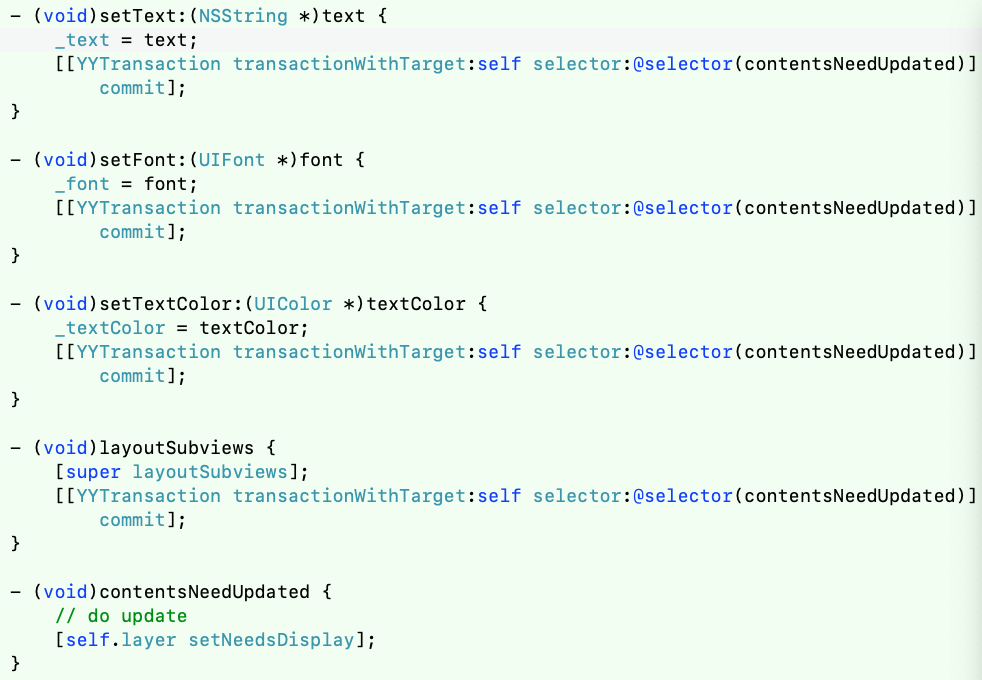 - (void)setText:(NSString *)text {
    _text = text;
    [[YYTransaction transactionWithTarget:self selector:@selector(contentsNeedUpdated)]
        commit];
}

- (void)setFont:(UIFont *)font {
    _font = font;
    [[YYTransaction transactionWithTarget:self selector:@selector(contentsNeedUpdated)]
        commit];
}

- (void)setTextColor:(UIColor *)textColor {
    _textColor = textColor;
    [[YYTransaction transactionWithTarget:self selector:@selector(contentsNeedUpdated)]
        commit];
}

- (void)layoutSubviews {
    [super layoutSubviews];
    [[YYTransaction transactionWithTarget:self selector:@selector(contentsNeedUpdated)]
        commit];
}

- (void)contentsNeedUpdated {
    // do update
    [self.layer setNeedsDisplay];
}